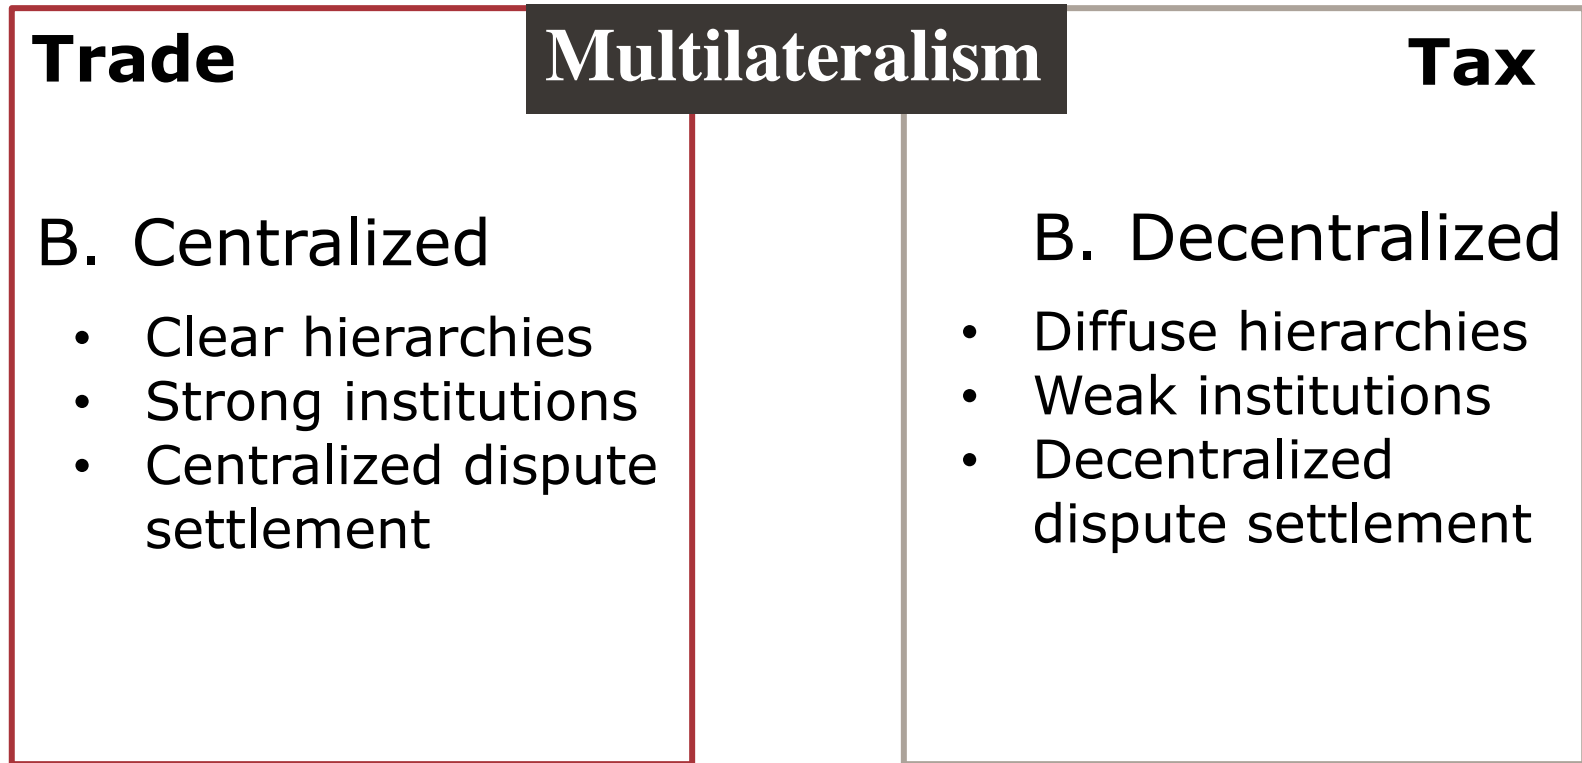 Multilateralism
Trade
B. Centralized
• Clear hierarchies
• Strong institutions
• Centralized dispute
settlement
Tax
B. Decentralized
• Diffuse hierarchies
• Weak institutions
• Decentralized
dispute settlement